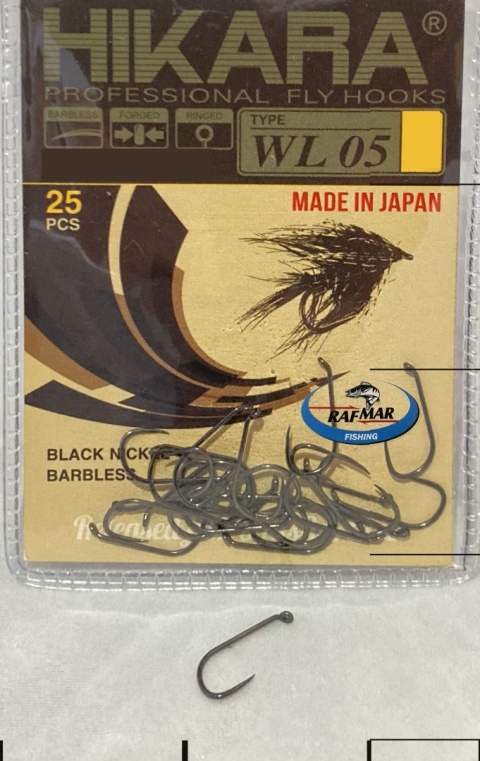 HIKARA®
PROFESSIONAL FLY HOOKS
BARBLESS FORGED RINGED
TYPE
WL 05
25
PCS
MADE IN JAPAN
RAFMAR
FISHING
BLACK NICKEL
BARBLESS
Released